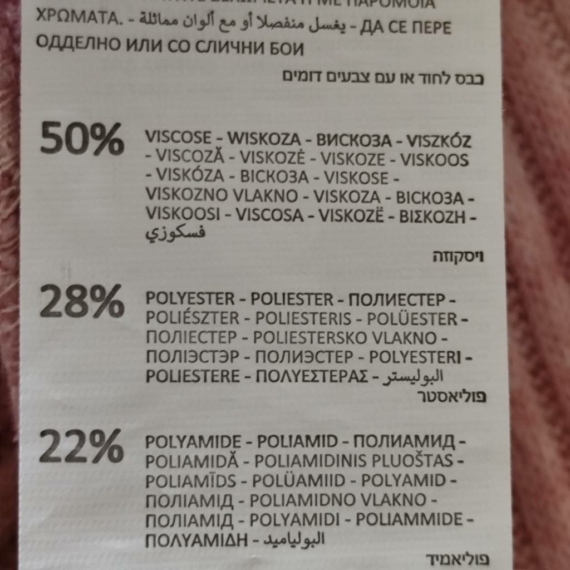 ΧΡΩΜΑΤΑ. - يغسل منفصلا أو مع ألوان مماثلة - ДА СЕ ПЕРЕ
ОДДЕЛНО ИЛИ СО СЛИЧНИ БОИ
כבס לחוד או עם צבעים דומים
50% VISCOSE - WISKOZA - ВИСКОЗА - VISZKÓZ
- VISCOZĂ - VISKOZĖ - VISKOZE - VISKOOS
- VISKÓZA - ВІСКОЗА - VISKOSE -
VISKOZNO VLAKNO - VISKOZA - ВІСКОЗА -
VISKOOSI - VISCOSA - VISKOZË - ΒΙΣΚΟΖΗ -
فسكوزي
ויסקוזה
28% POLYESTER - POLIESTER - ПОЛИЕСТЕР -
POLIÉSZTER - POLIESTERIS - POLÜESTER -
ПОЛІЕСТЕР - POLIESTERSKO VLAKNO -
ПОЛІЭСТЭР - ПОЛИЭСТЕР - POLYESTERI -
POLIESTERE - ΠΟΛΥΕΣΤΕΡΑΣ - البوليستر
פוליאסטר
22% POLYAMIDE - POLIAMID - ПОЛИАМИД -
POLIAMIDĂ - POLIAMIDINIS PLUOŠTAS -
POLIAMĪDS - POLÜAMIID - POLYAMID -
ПОЛІАМІД - POLIAMIDNO VLAKNO -
ПОЛІАМІД - POLYAMIDI - POLIAMMIDE -
ΠΟΛΥΑΜΙΔΗ - البولياميد
פוליאמיד